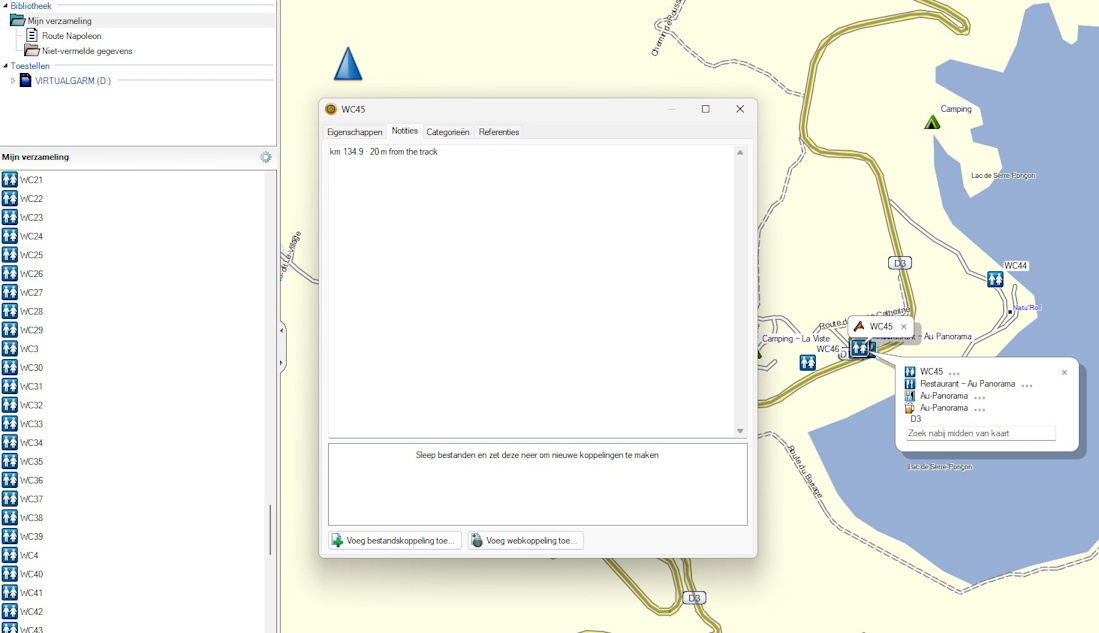 Bibliotheek
Mijn verzameling
Route Napoleon
Niet-vermelde gegevens
Toestellen
VIRTUALGARM (D:)
Mijn verzameling
WC21
WC22
WC23
WC24
WC25
WC26
WC27
WC28
WC29
WC3
WC30
WC31
WC32
WC33
WC34
WC35
WC36
WC37
WC38
WC39
WC4
WC40
WC41
WC42
WC43
WC45
Eigenschappen Notities Categorieën Referenties
km 134.9 · 20 m from the track
Sleep bestanden en zet deze neer om nieuwe koppelingen te maken
Voeg bestandskoppeling toe... Voeg webkoppeling toe...
Camping
Lac de Serre-Ponçon
D3
WC44
WC45
Camping - La Viste
WC46
- Au Panorama
WC45 ...
Restaurant - Au Panorama ...
Au-Panorama ...
Au-Panorama ...
D3
Zoek nabij midden van kaart
Lac de Serre-Ponçon
Route du Barrage
D3